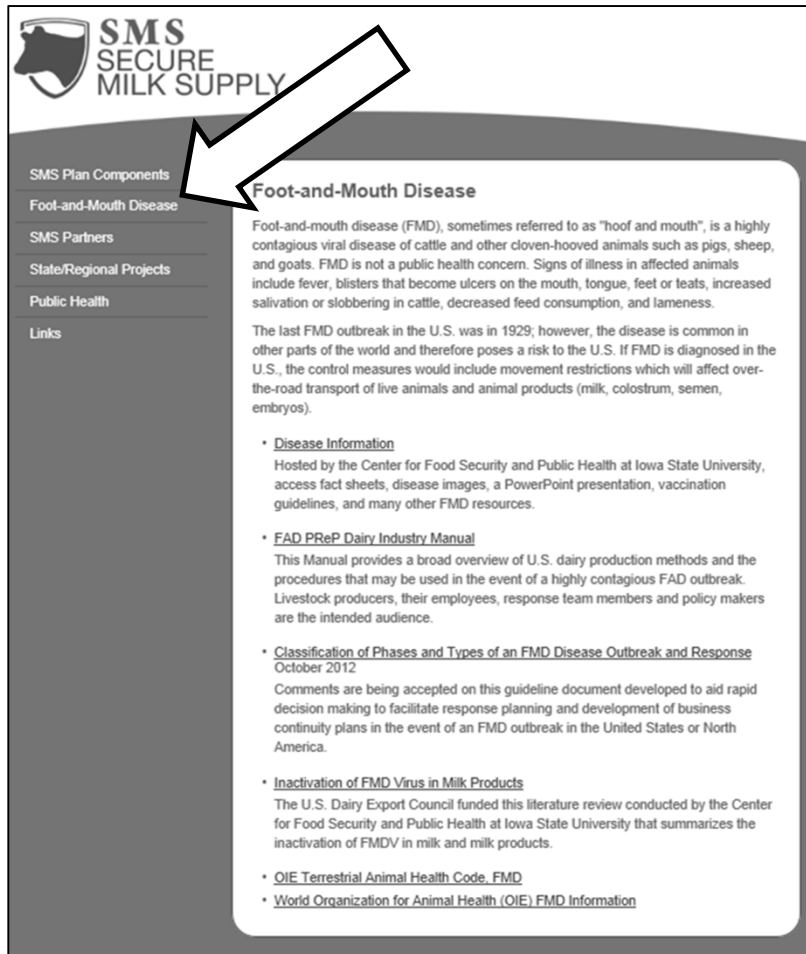 SMS
SECURE
MILK SUPPLY
SMS Plan Components
Foot-and-Mouth Disease
SMS Partners
State/Regional Projects
Public Health
Links
Foot-and-Mouth Disease
Foot-and-mouth disease (FMD), sometimes referred to as "hoof and mouth", is a highly
contagious viral disease of cattle and other cloven-hooved animals such as pigs, sheep,
and goats. FMD is not a public health concern. Signs of illness in affected animals
include fever, blisters that become ulcers on the mouth, tongue, feet or teats, increased
salivation or slobbering in cattle, decreased feed consumption, and lameness.
The last FMD outbreak in the U.S. was in 1929; however, the disease is common in
other parts of the world and therefore poses a risk to the U.S. If FMD is diagnosed in the
U.S., the control measures would include movement restrictions which will affect over-
the-road transport of live animals and animal products (milk, colostrum, semen,
embryos).
• Disease Information
Hosted by the Center for Food Security and Public Health at Iowa State University,
access fact sheets, disease images, a PowerPoint presentation, vaccination
guidelines, and many other FMD resources.
• FAD PReP Dairy Industry Manual
This Manual provides a broad overview of U.S. dairy production methods and the
procedures that may be used in the event of a highly contagious FAD outbreak.
Livestock producers, their employees, response team members and policy makers
are the intended audience.
• Classification of Phases and Types of an FMD Disease Outbreak and Response
October 2012
Comments are being accepted on this guideline document developed to aid rapid
decision making to facilitate response planning and development of business
continuity plans in the event of an FMD outbreak in the United States or North
America.
• Inactivation of FMD Virus in Milk Products
The U.S. Dairy Export Council funded this literature review conducted by the Center
for Food Security and Public Health at Iowa State University that summarizes the
inactivation of FMDV in milk and milk products.
• OIE Terrestrial Animal Health Code, FMD
• World Organization for Animal Health (OIE) FMD Information